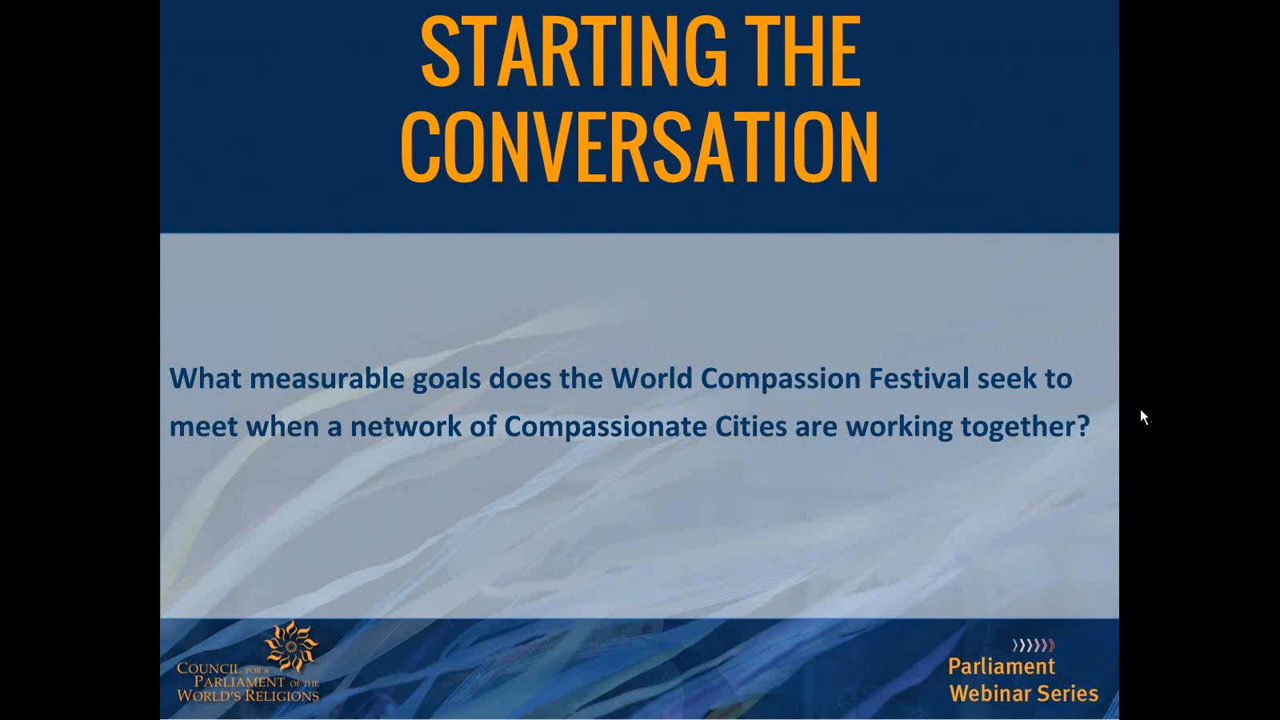 STARTING THE
CONVERSATION
What measurable goals does the World Compassion Festival seek to
meet when a network of Compassionate Cities are working together?
COUNCIL FOR A
PARLIAMENT OF THE
WORLD'S RELIGIONS
Parliament
Webinar Series